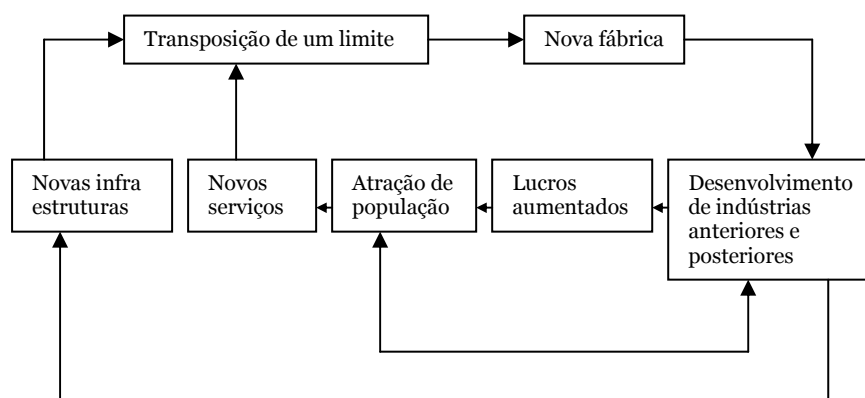 Transposição de um limite
Nova fábrica
Novas infra
estruturas
Novos
serviços
Atração de
população
Lucros
aumentados
Desenvolvimento
de indústrias
anteriores e
posteriores